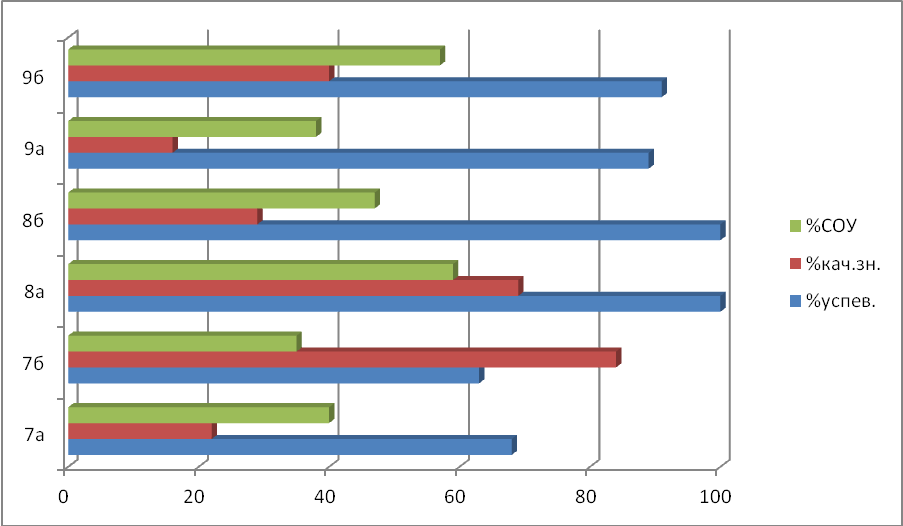 9б
9а
8б
8а
7б
7а
0 20 40 60 80 100
%СОУ
%кач.зн.
%успев.